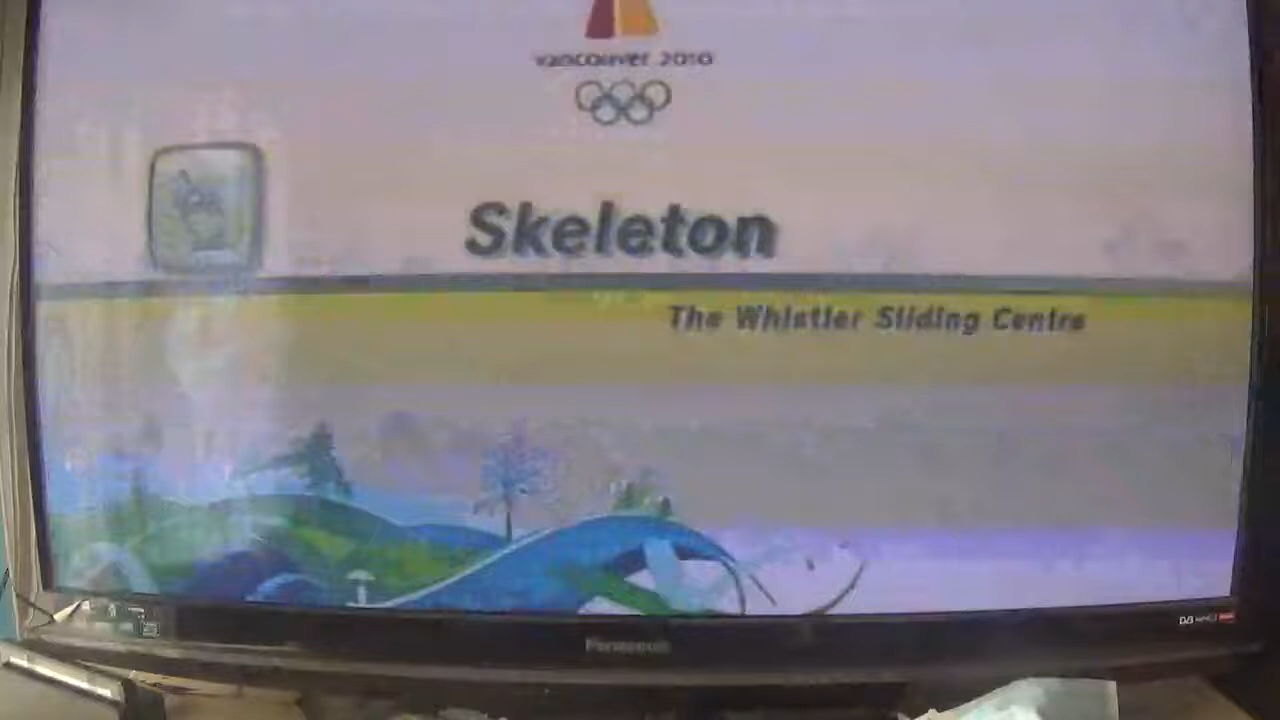 vancouver 2010
Skeleton
The Whistler Sliding Centre
Panasonic